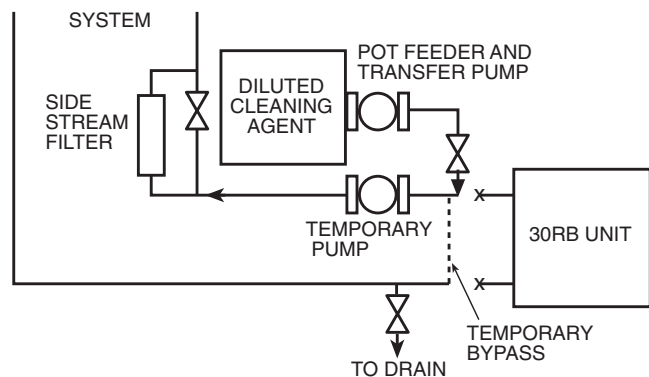 SYSTEM
POT FEEDER AND
TRANSFER PUMP
DILUTED
CLEANING
AGENT
SIDE
STREAM
FILTER
TEMPORARY
PUMP
x
x
30RB UNIT
TEMPORARY
BYPASS
TO DRAIN